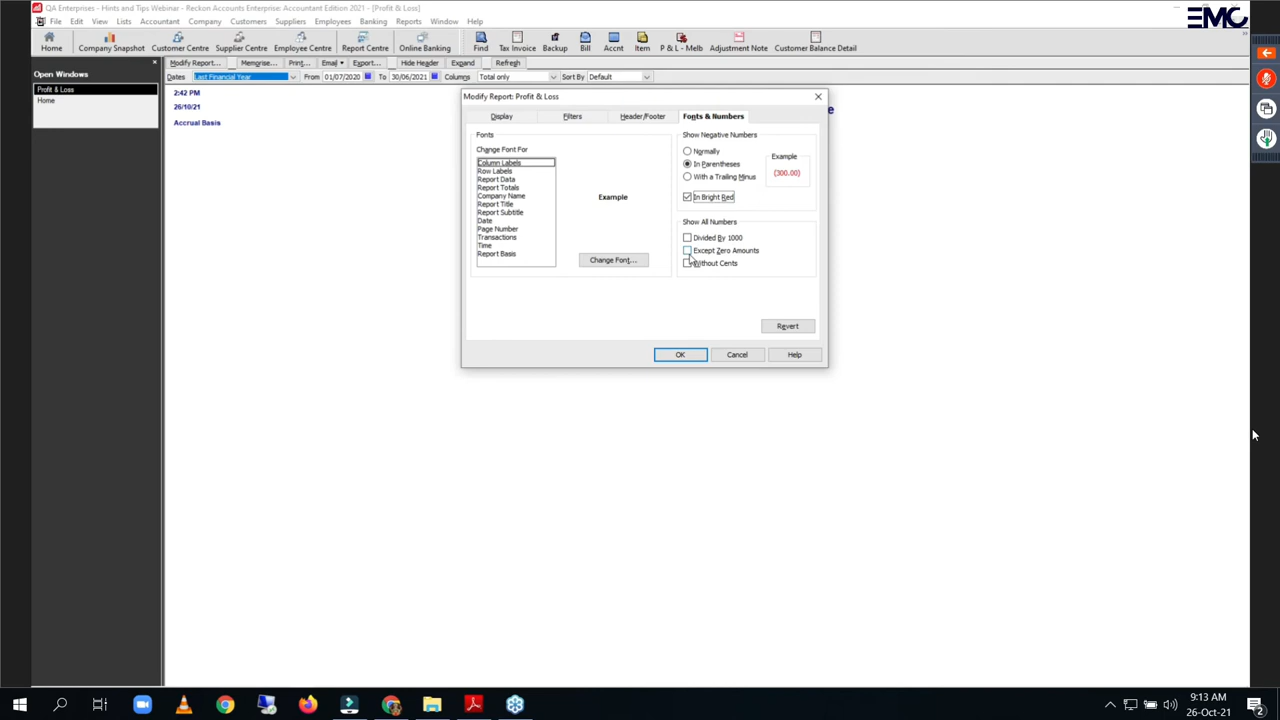 QA Enterprises - Hints and Tips Webinar - Reckon Accounts Enterprise: Accountant Edition 2021 - [Profit & Loss]
EMC
File Edit View Lists Accountant Company Customers Suppliers Employees Banking Reports Window Help
Home Company Snapshot Customer Centre Supplier Centre Employee Centre Report Centre Online Banking Find Tax Invoice Backup Bill Accnt Item P & L - Melb Adjustment Note Customer Balance Detail
Open Windows
Profit & Loss
Home
Modify Report... Memorise... Print... Email Export... Hide Header Expand Refresh
Dates Last Financial Year From 01/07/2020 To 30/06/2021 Columns Total only Sort By Default
2:42 PM
26/10/21
Accrual Basis
e
Modify Report: Profit & Loss
Display Filters Header/Footer Fonts & Numbers
Fonts
Change Font For
Column Labels
Row Labels
Report Data
Report Totals
Company Name
Report Title
Report Subtitle
Date
Page Number
Transactions
Time
Report Basis
Example
Change Font...
Show Negative Numbers
Normally
In Parentheses
With a Trailing Minus
In Bright Red
Example
(300.00)
Show All Numbers
Divided By 1000
Except Zero Amounts
Without Cents
Revert
OK Cancel Help
9:13 AM
26-Oct-21
2